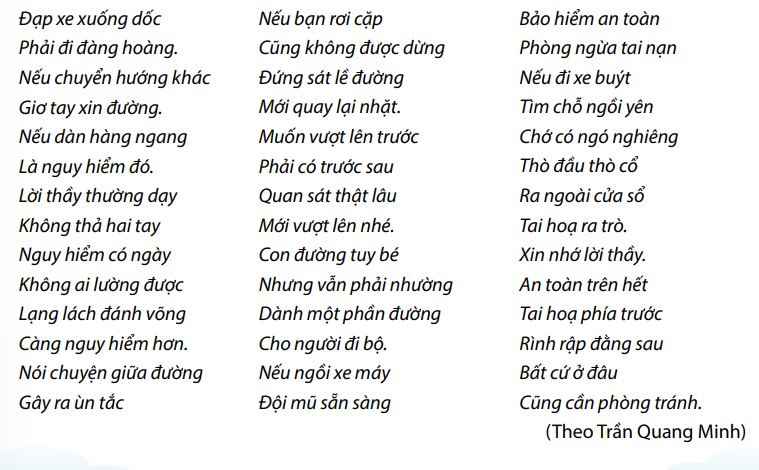 Đạp xe xuống dốc
Phải đi đàng hoàng.
Nếu chuyển hướng khác
Giơ tay xin đường.
Nếu dàn hàng ngang
Là nguy hiểm đó.
Lời thầy thường dạy
Không thả hai tay
Nguy hiểm có ngày
Không ai lường được
Lạng lách đánh võng
Càng nguy hiểm hơn.
Nói chuyện giữa đường
Gây ra ùn tắc
Nếu bạn rơi cặp
Cũng không được dừng
Đứng sát lề đường
Mới quay lại nhặt.
Muốn vượt lên trước
Phải có trước sau
Quan sát thật lâu
Mới vượt lên nhé.
Con đường tuy bé
Nhưng vẫn phải nhường
Dành một phần đường
Cho người đi bộ.
Nếu ngồi xe máy
Đội mũ sẵn sàng
Bảo hiểm an toàn
Phòng ngừa tai nạn
Nếu đi xe buýt
Tìm chỗ ngồi yên
Chớ có ngó nghiêng
Thò đầu thò cổ
Ra ngoài cửa sổ
Tai hoạ ra trò.
Xin nhớ lời thầy.
An toàn trên hết
Tai hoạ phía trước
Rình rập đằng sau
Bất cứ ở đâu
Cũng cần phòng tránh.
(Theo Trần Quang Minh)